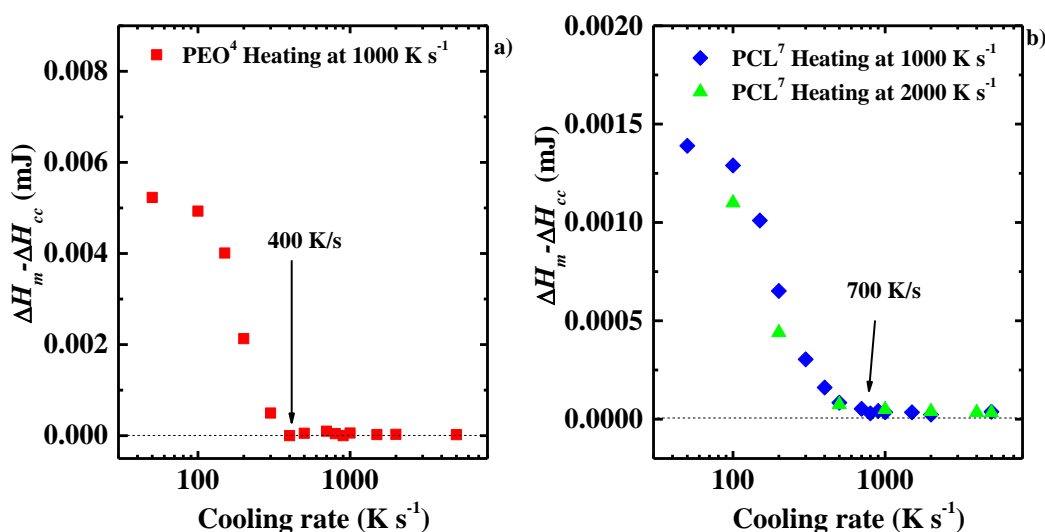 a)
PEO⁴ Heating at 1000 K s⁻¹
0.008
0.006
0.004
0.002
0.000
ΔHₘ-ΔH꜀꜀ (mJ)
400 K/s
100
1000
Cooling rate (K s⁻¹)
b)
PCL⁷ Heating at 1000 K s⁻¹
PCL⁷ Heating at 2000 K s⁻¹
0.0020
0.0015
0.0010
0.0005
0.0000
ΔHₘ-ΔH꜀꜀ (mJ)
700 K/s
100
1000
Cooling rate (K s⁻¹)